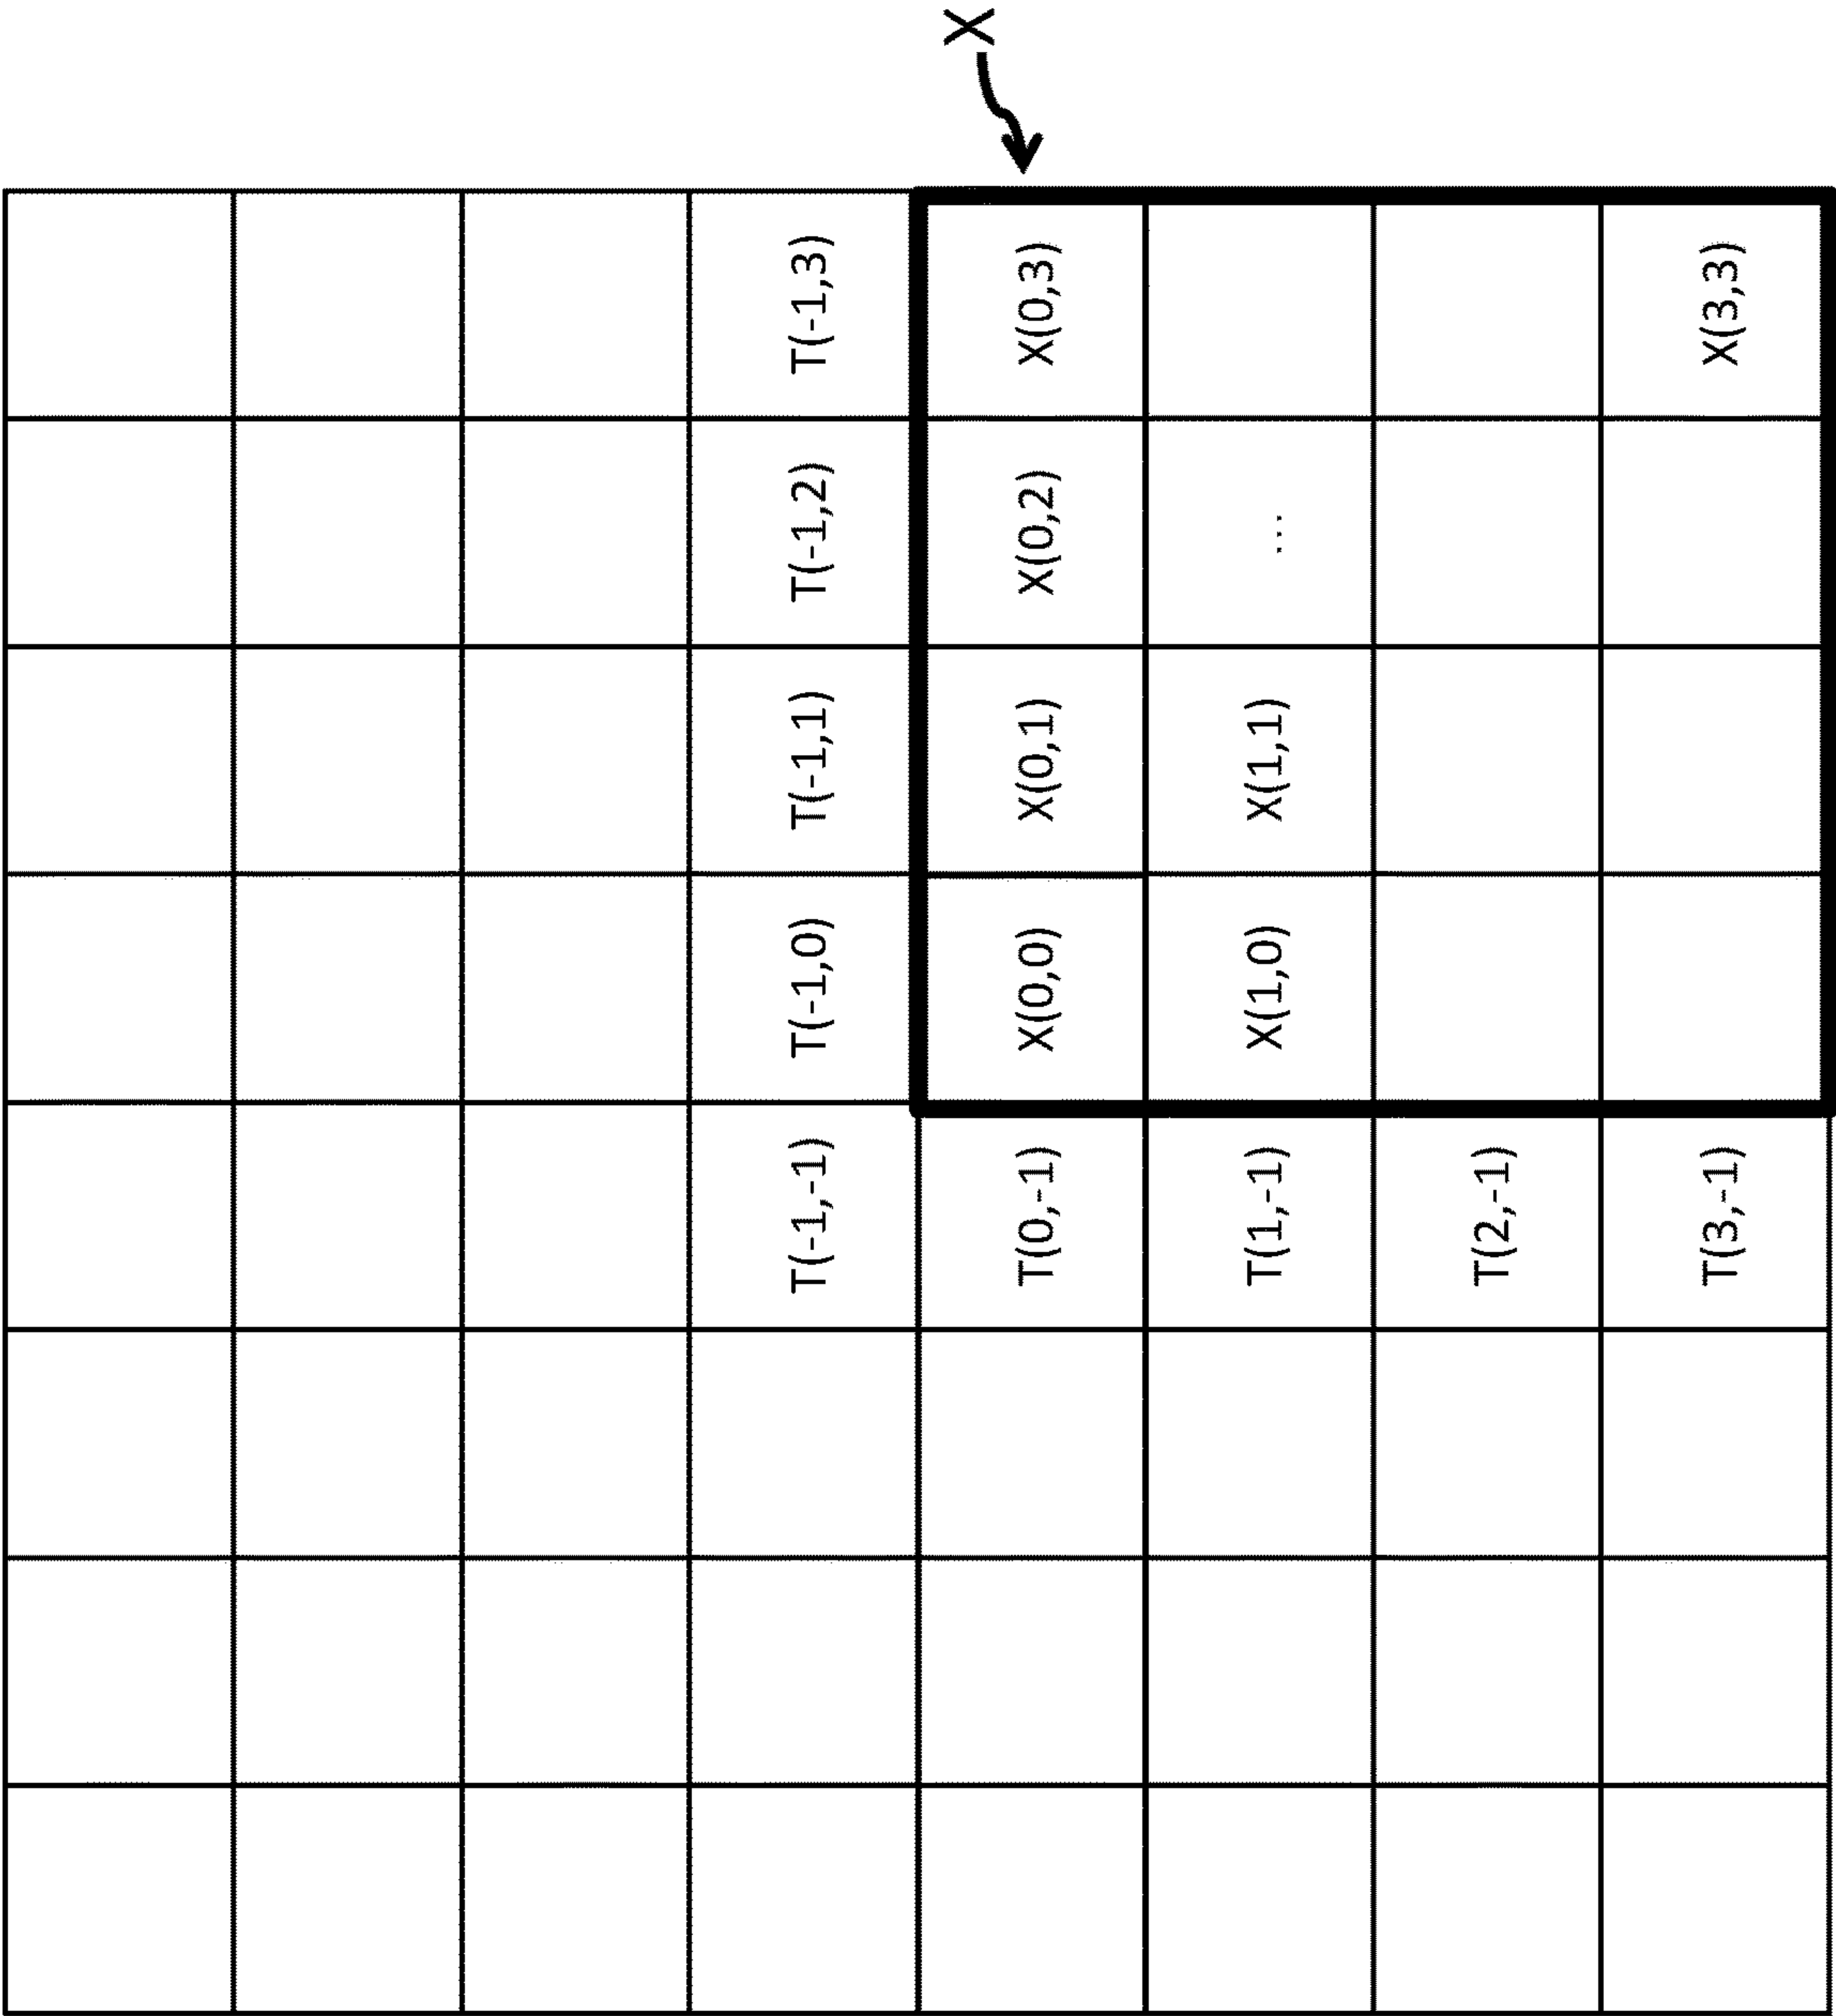 T(-1,-1) T(-1,0) T(-1,1) T(-1,2) T(-1,3)
X
T(0,-1) X(0,0) X(0,1) X(0,2) X(0,3)
T(1,-1) X(1,0) X(1,1) ...
T(2,-1)
T(3,-1) X(3,3)